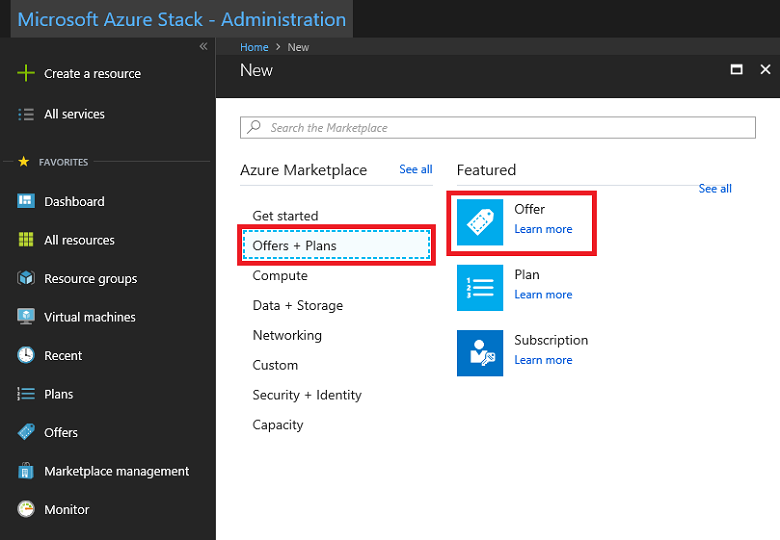 Microsoft Azure Stack - Administration
«
Create a resource
All services
FAVORITES
Dashboard
All resources
Resource groups
Virtual machines
Recent
Plans
Offers
Marketplace management
Monitor
Home > New
New
Search the Marketplace
Azure Marketplace See all
Get started
Offers + Plans
Compute
Data + Storage
Networking
Custom
Security + Identity
Capacity
Featured
See all
Offer
Learn more
Plan
Learn more
Subscription
Learn more